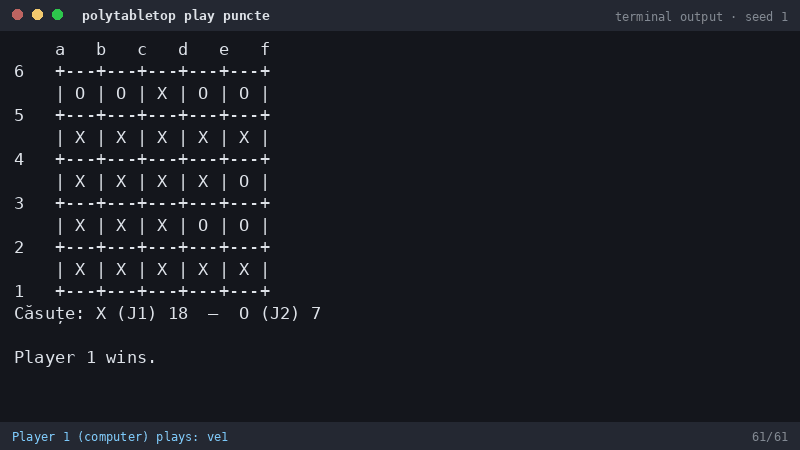 polytabletop play puncte
terminal output · seed 1
    a   b   c   d   e   f
6   +---+---+---+---+---+
    | O | O | X | O | O |
5   +---+---+---+---+---+
    | X | X | X | X | X |
4   +---+---+---+---+---+
    | X | X | X | X | O |
3   +---+---+---+---+---+
    | X | X | X | O | O |
2   +---+---+---+---+---+
    | X | X | X | X | X |
1   +---+---+---+---+---+
Căsuțe: X (J1) 18  –  O (J2) 7
Player 1 wins.
Player 1 (computer) plays: ve1
61/61